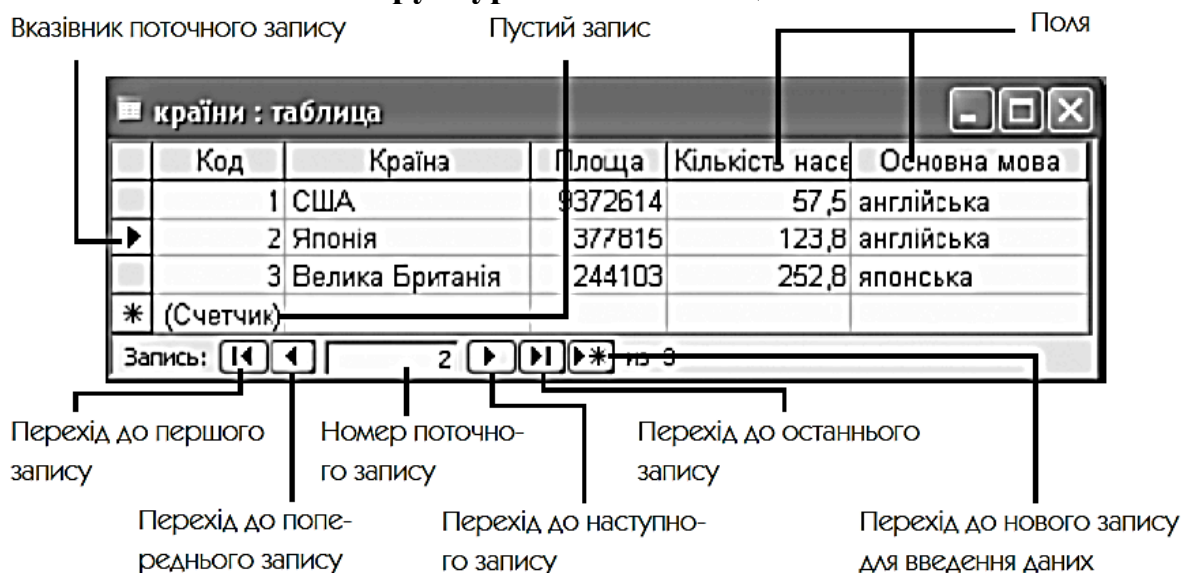 Вказівник поточного запису Пустий запис Поля
країни : таблица
Код Країна Площа Кількість насе Основна мова
1 США 9372614 57,5 англійська
2 Японія 377815 123,8 англійська
3 Велика Британія 244103 252,8 японська
* (Счетчик)
Запись: 2 из 3
Перехід до першого Номер поточно- Перехід до останнього
запису го запису запису
Перехід до попе- Перехід до наступно- Перехід до нового запису
реднього запису го запису для введення даних